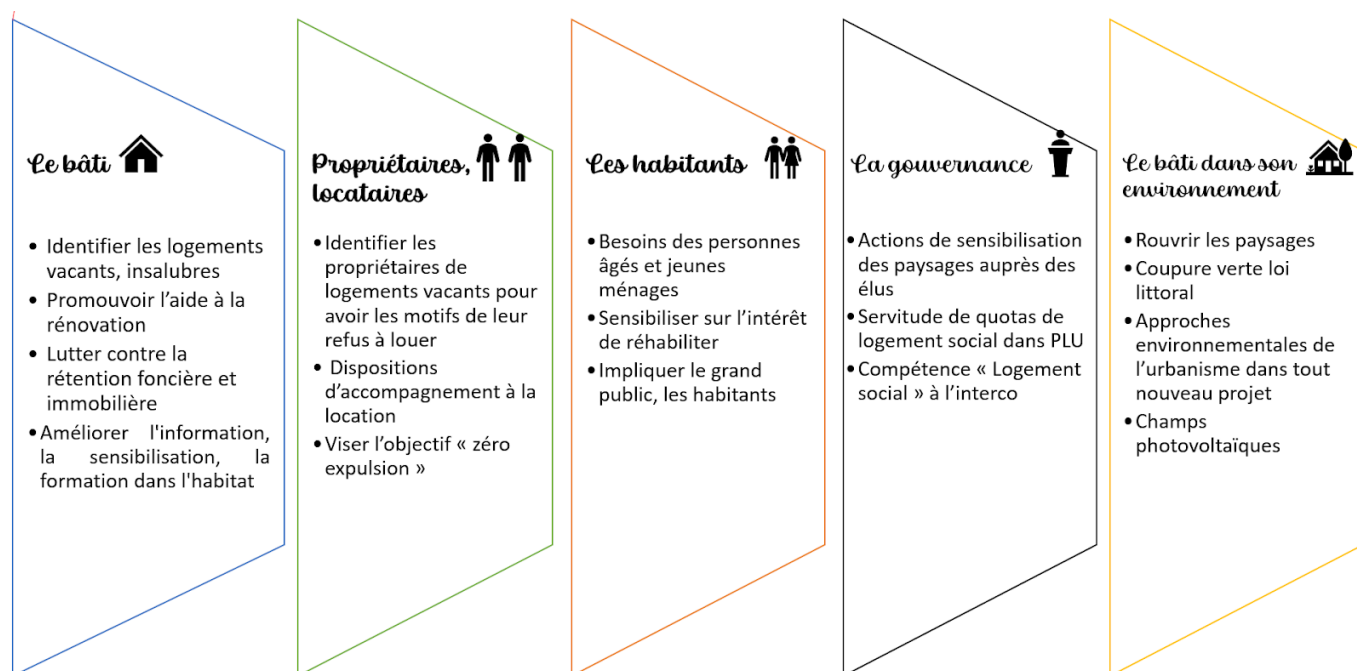 Le bâti
• Identifier les logements
vacants, insalubres
• Promouvoir l'aide à la
rénovation
• Lutter contre la
rétention foncière et
immobilière
• Améliorer l'information,
la sensibilisation, la
formation dans l'habitat
Propriétaires,
locataires
• Identifier les
propriétaires de
logements vacants pour
avoir les motifs de leur
refus à louer
• Dispositions
d'accompagnement à la
location
• Viser l'objectif « zéro
expulsion »
Les habitants
• Besoins des personnes
âgés et jeunes
ménages
• Sensibiliser sur l'intérêt
de réhabiliter
• Impliquer le grand
public, les habitants
La gouvernance
• Actions de sensibilisation
des paysages auprès des
élus
• Servitude de quotas de
logement social dans PLU
• Compétence « Logement
social » à l'interco
Le bâti dans son
environnement
• Rouvrir les paysages
• Coupure verte loi
littoral
• Approches
environnementales de
l'urbanisme dans tout
nouveau projet
• Champs
photovoltaïques